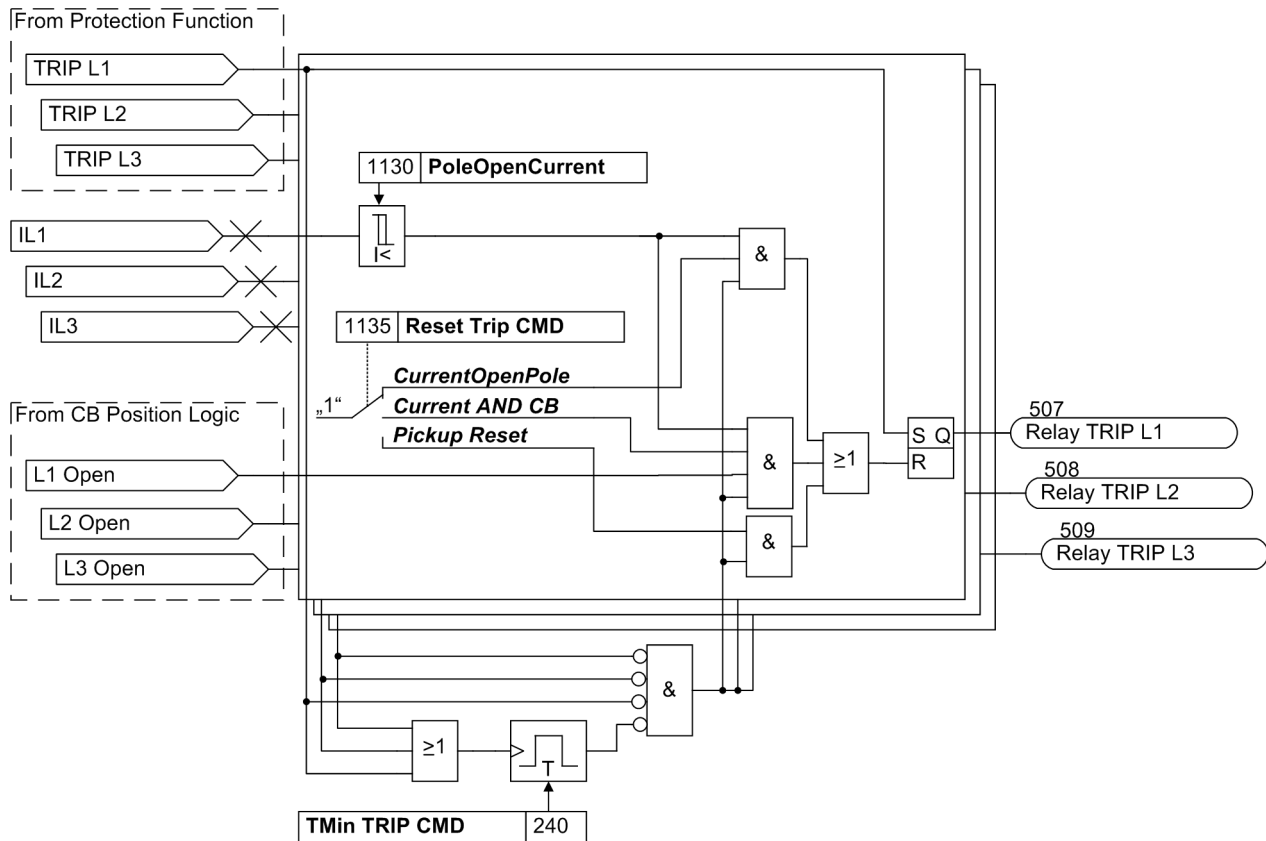 From Protection Function
TRIP L1
TRIP L2
TRIP L3
1130 PoleOpenCurrent
IL1
I<
&
IL2
IL3
1135 Reset Trip CMD
CurrentOpenPole
„1“
Current AND CB
From CB Position Logic
Pickup Reset
507
S Q
Relay TRIP L1
L1 Open
&
≥1
R
508
Relay TRIP L2
L2 Open
&
509
Relay TRIP L3
L3 Open
&
≥1
T
TMin TRIP CMD 240